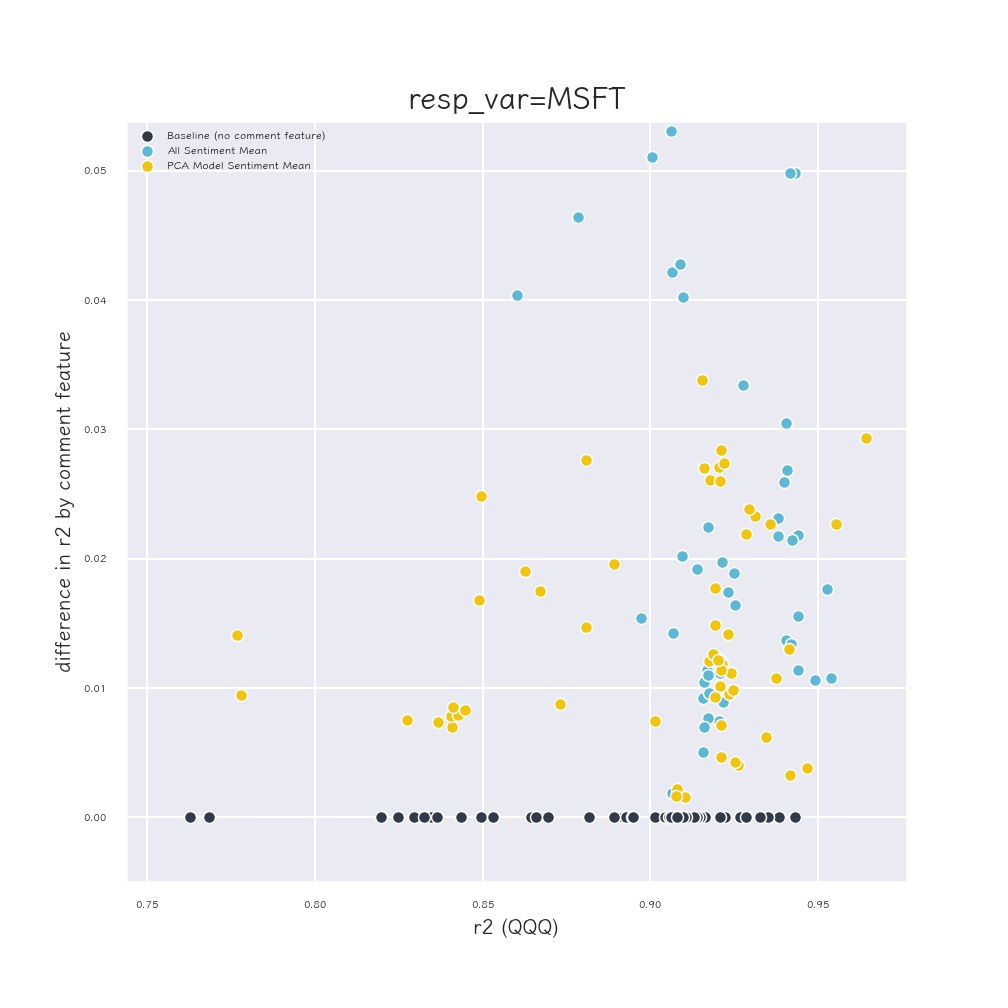 resp_var=MSFT
Baseline (no comment feature)
All Sentiment Mean
PCA Model Sentiment Mean
0.05
0.04
0.03
0.02
0.01
0.00
difference in r2 by comment feature
0.75 0.80 0.85 0.90 0.95
r2 (QQQ)